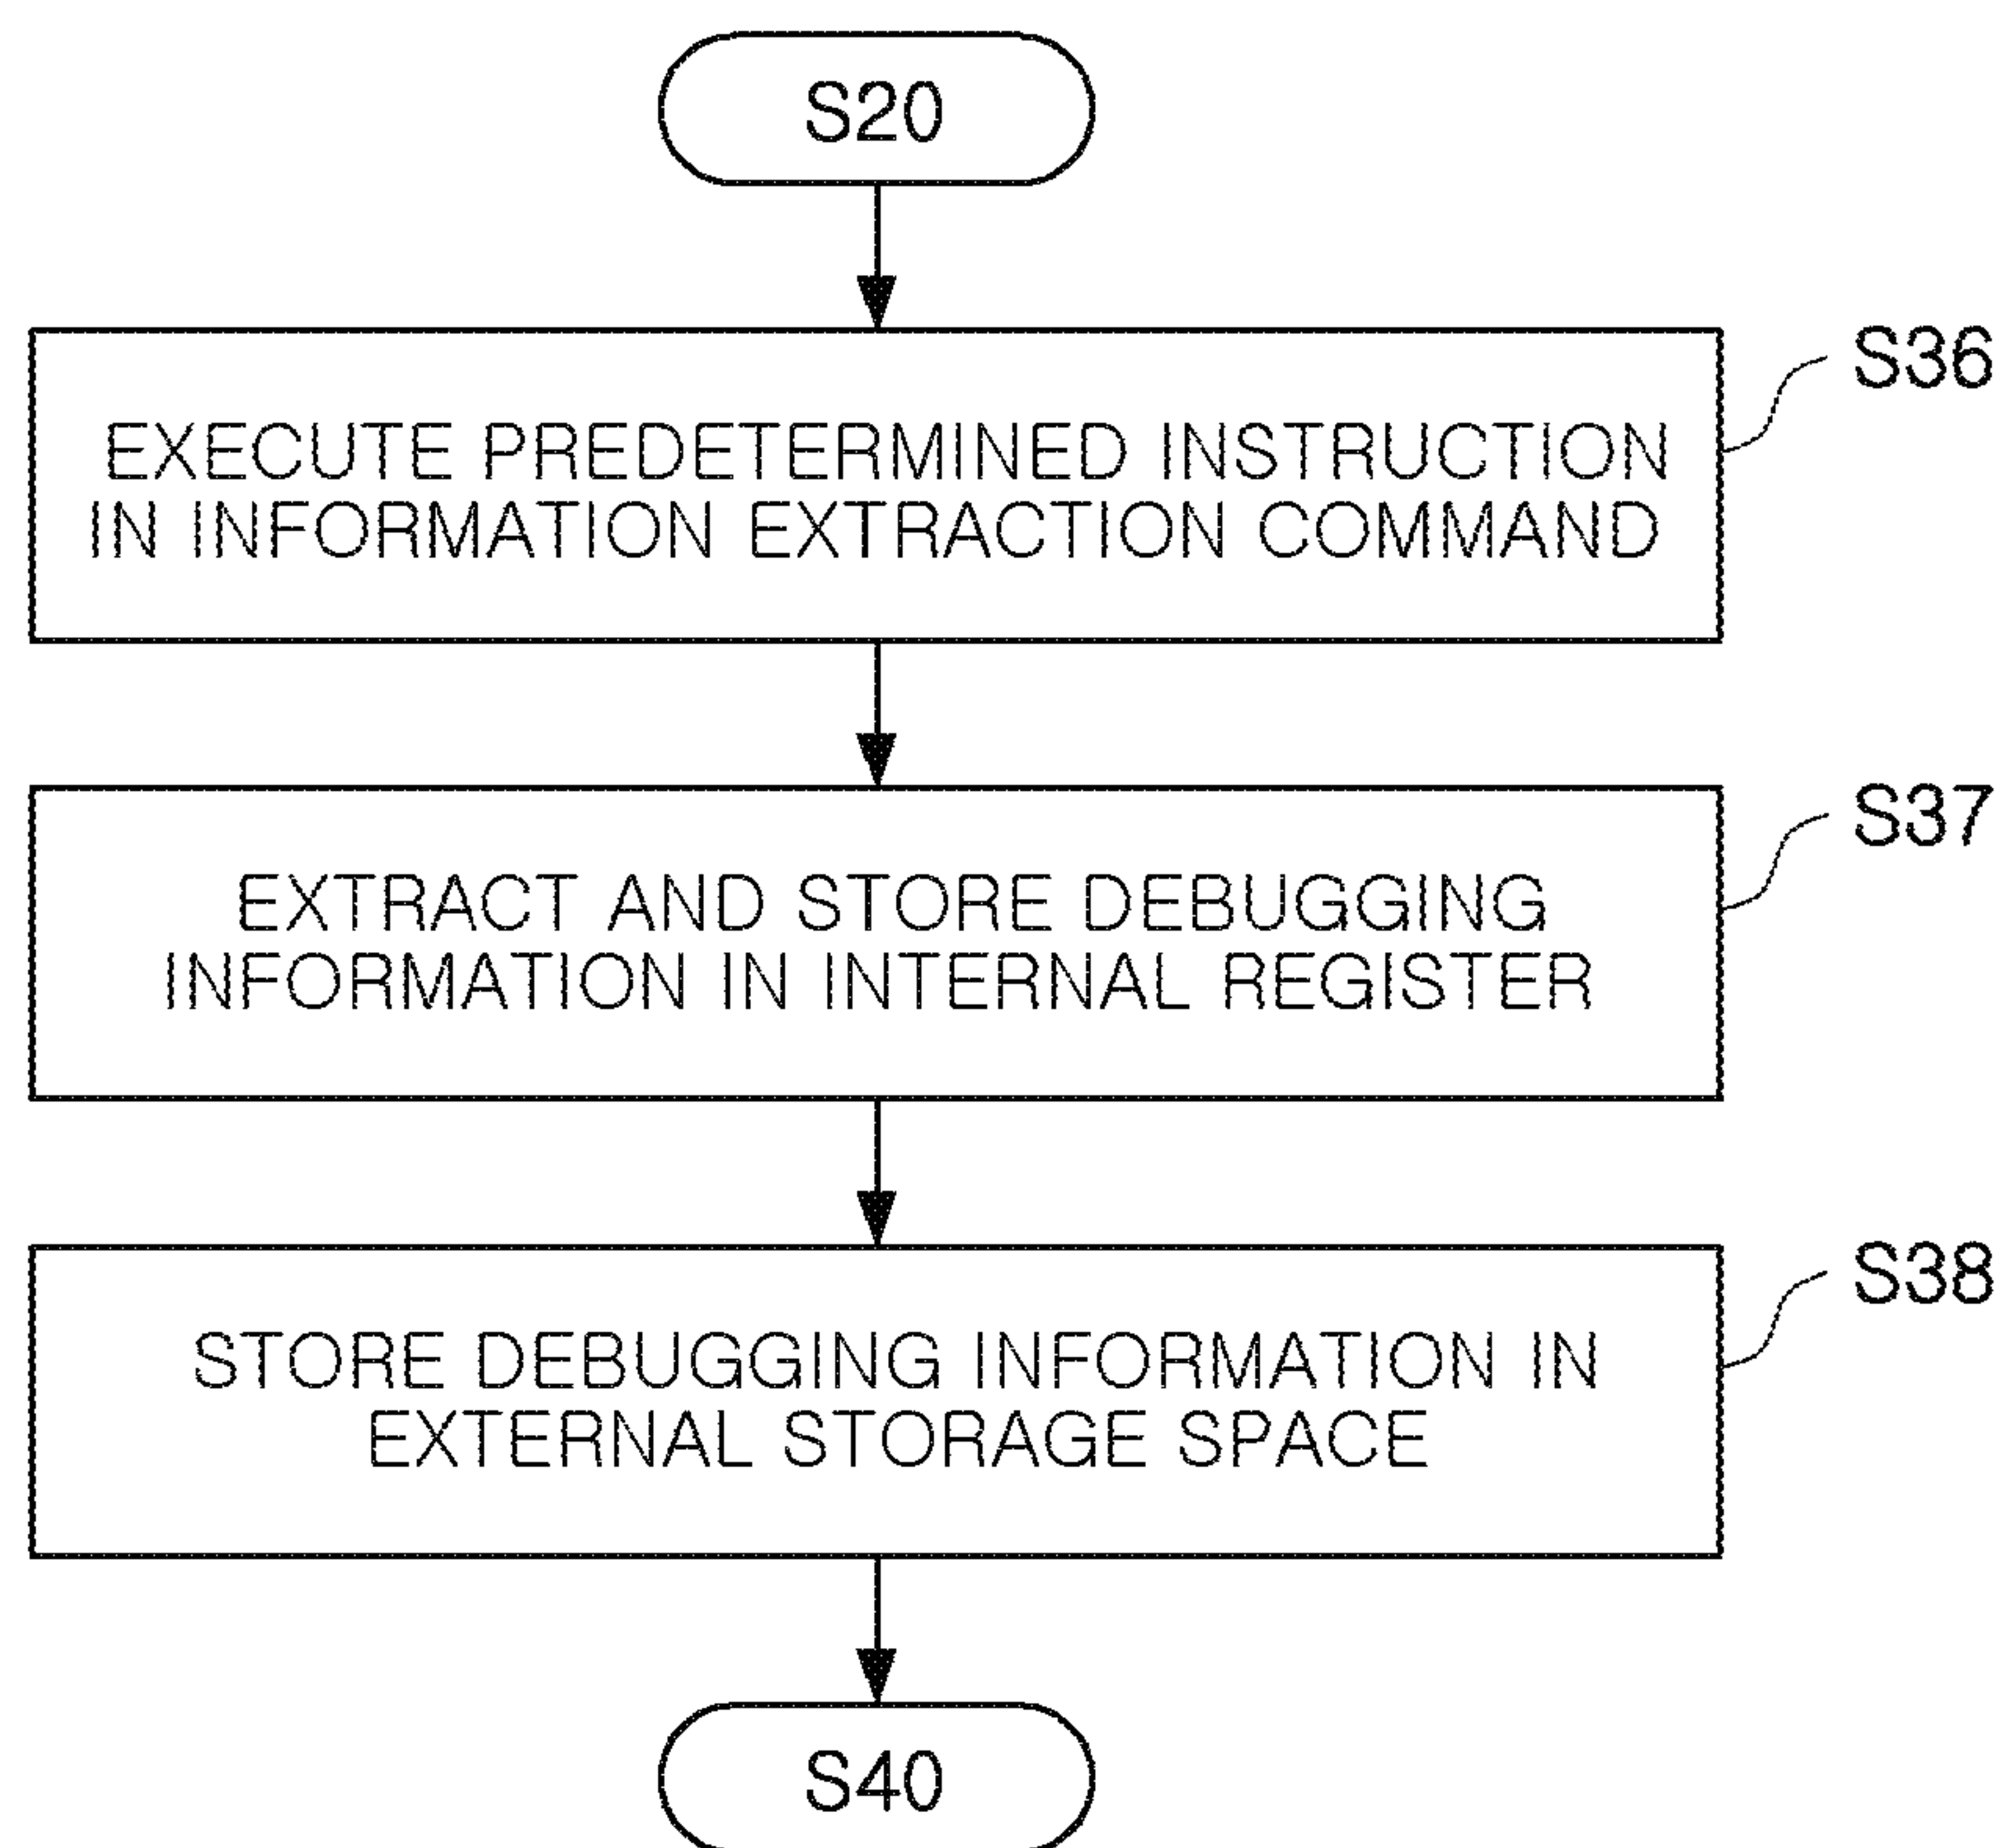 S20
S36
EXECUTE PREDETERMINED INSTRUCTION
IN INFORMATION EXTRACTION COMMAND
S37
EXTRACT AND STORE DEBUGGING
INFORMATION IN INTERNAL REGISTER
S38
STORE DEBUGGING INFORMATION IN
EXTERNAL STORAGE SPACE
S40